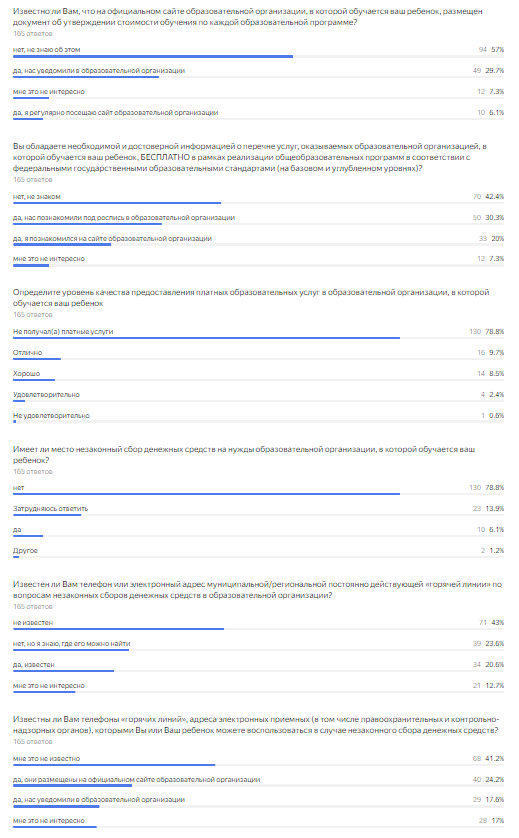 Известно ли Вам, что на официальном сайте образовательной организации, в которой обучается ваш ребенок, размещен
документ об утверждении стоимости обучения по каждой образовательной программе?
165 ответов
нет, не знаю об этом 94 57%
да, нас уведомили в образовательной организации 49 29.7%
мне это не интересно 12 7.3%
да, я регулярно посещаю сайт образовательной организации 10 6.1%
Вы обладаете необходимой и достоверной информацией о перечне услуг, оказываемых образовательной организацией, в
которой обучается ваш ребенок, БЕСПЛАТНО в рамках реализации общеобразовательных программ в соответствии с
федеральными государственными образовательными стандартами (на базовом и углубленном уровнях)?
165 ответов
нет, не знаком 70 42.4%
да, нас познакомили под роспись в образовательной организации 50 30.3%
да, я познакомился на сайте образовательной организации 33 20%
мне это не интересно 12 7.3%
Определите уровень качества предоставления платных образовательных услуг в образовательной организации, в которой
обучается ваш ребенок
165 ответов
Не получал(а) платные услуги 130 78.8%
Отлично 16 9.7%
Хорошо 14 8.5%
Удовлетворительно 4 2.4%
Не удовлетворительно 1 0.6%
Имеет ли место незаконный сбор денежных средств на нужды образовательной организации, в которой обучается ваш
ребенок?
165 ответов
нет 130 78.8%
Затрудняюсь ответить 23 13.9%
да 10 6.1%
Другое 2 1.2%
Известен ли Вам телефон или электронный адрес муниципальной/региональной постоянно действующей «горячей линии» по
вопросам незаконных сборов денежных средств в образовательной организации?
165 ответов
не известен 71 43%
нет, но я знаю, где его можно найти 39 23.6%
да, известен 34 20.6%
мне это не интересно 21 12.7%
Известны ли Вам телефоны «горячих линий», адреса электронных приемных (в том числе правоохранительных и контрольно-
надзорных органов), которыми Вы или Ваш ребенок можете воспользоваться в случае незаконного сбора денежных средств?
165 ответов
мне это не известно 68 41.2%
да, они размещены на официальном сайте образовательной организации 40 24.2%
да, нас уведомили в образовательной организации 29 17.6%
мне это не интересно 28 17%